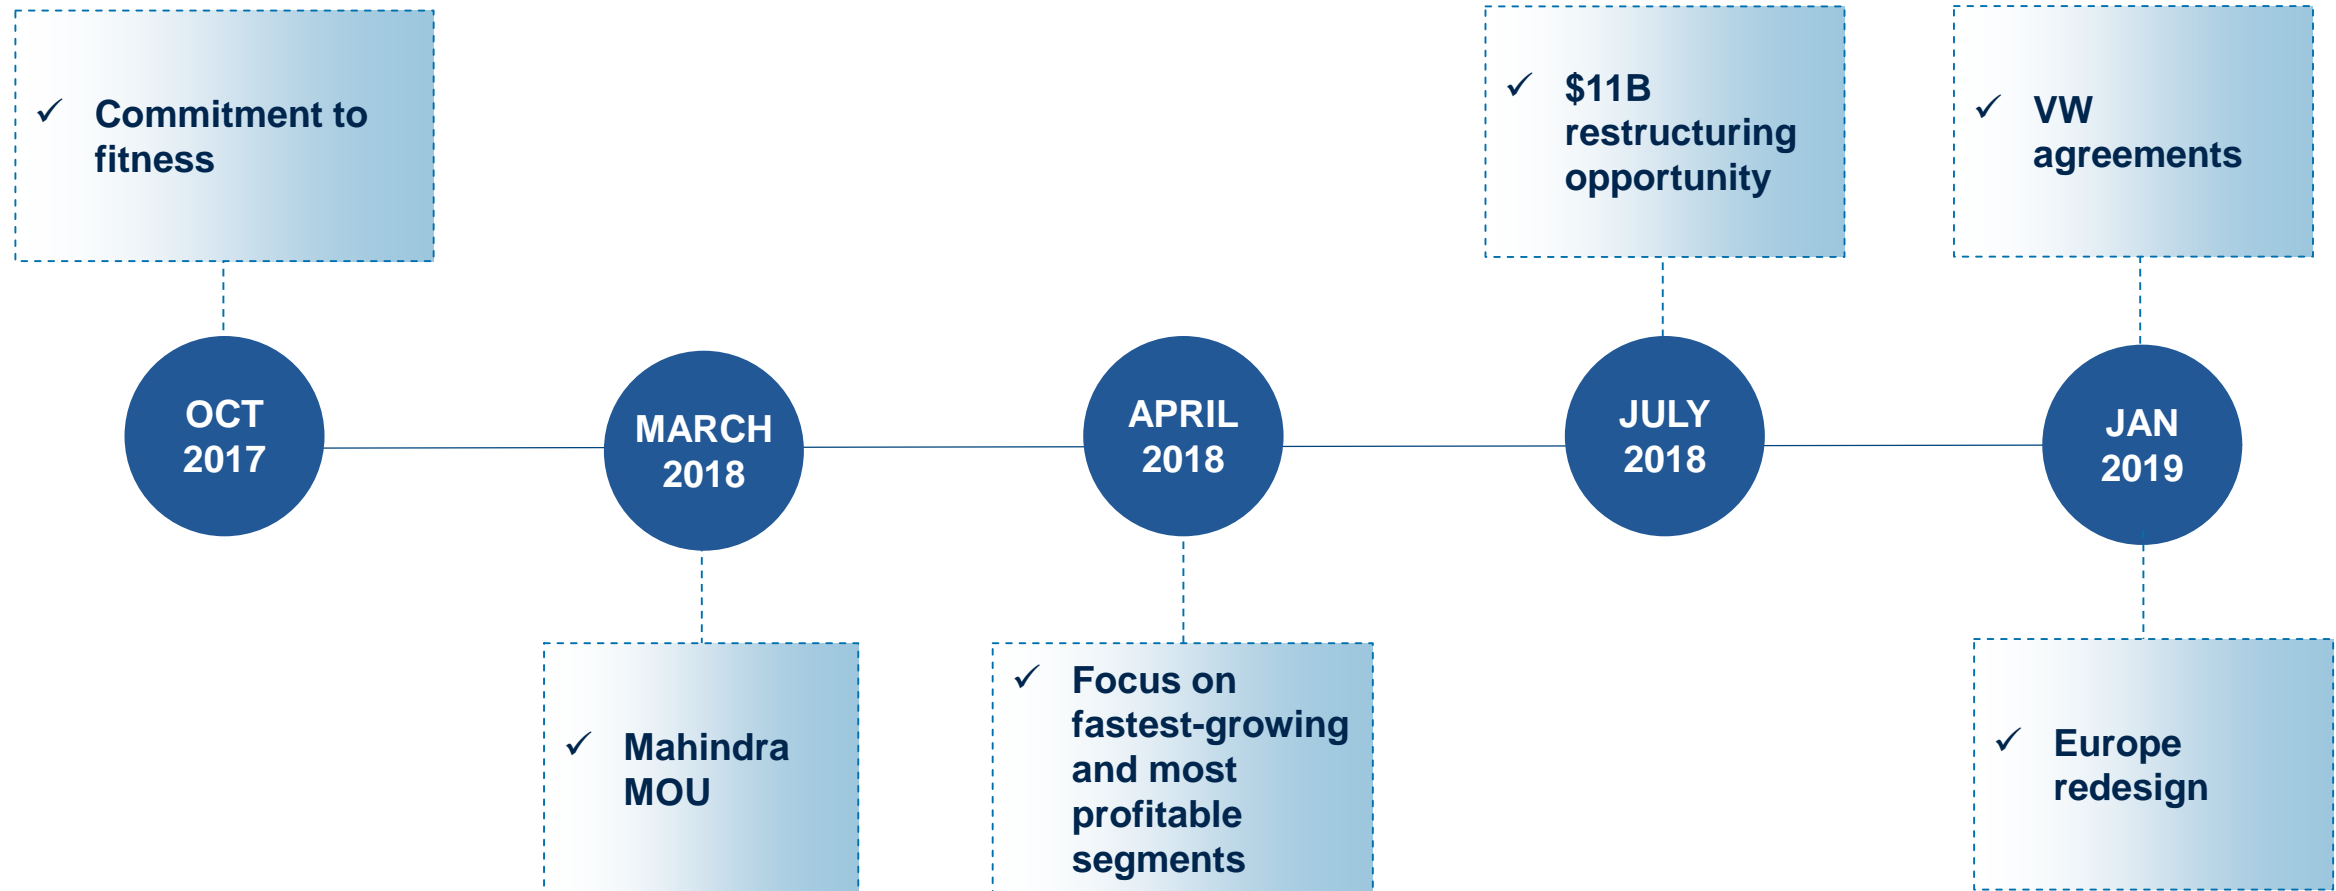 ✓ Commitment to
fitness
✓ $11B
restructuring
opportunity
✓ VW
agreements
OCT
2017
MARCH
2018
APRIL
2018
JULY
2018
JAN
2019
✓ Mahindra
MOU
✓ Focus on
fastest-growing
and most
profitable
segments
✓ Europe
redesign